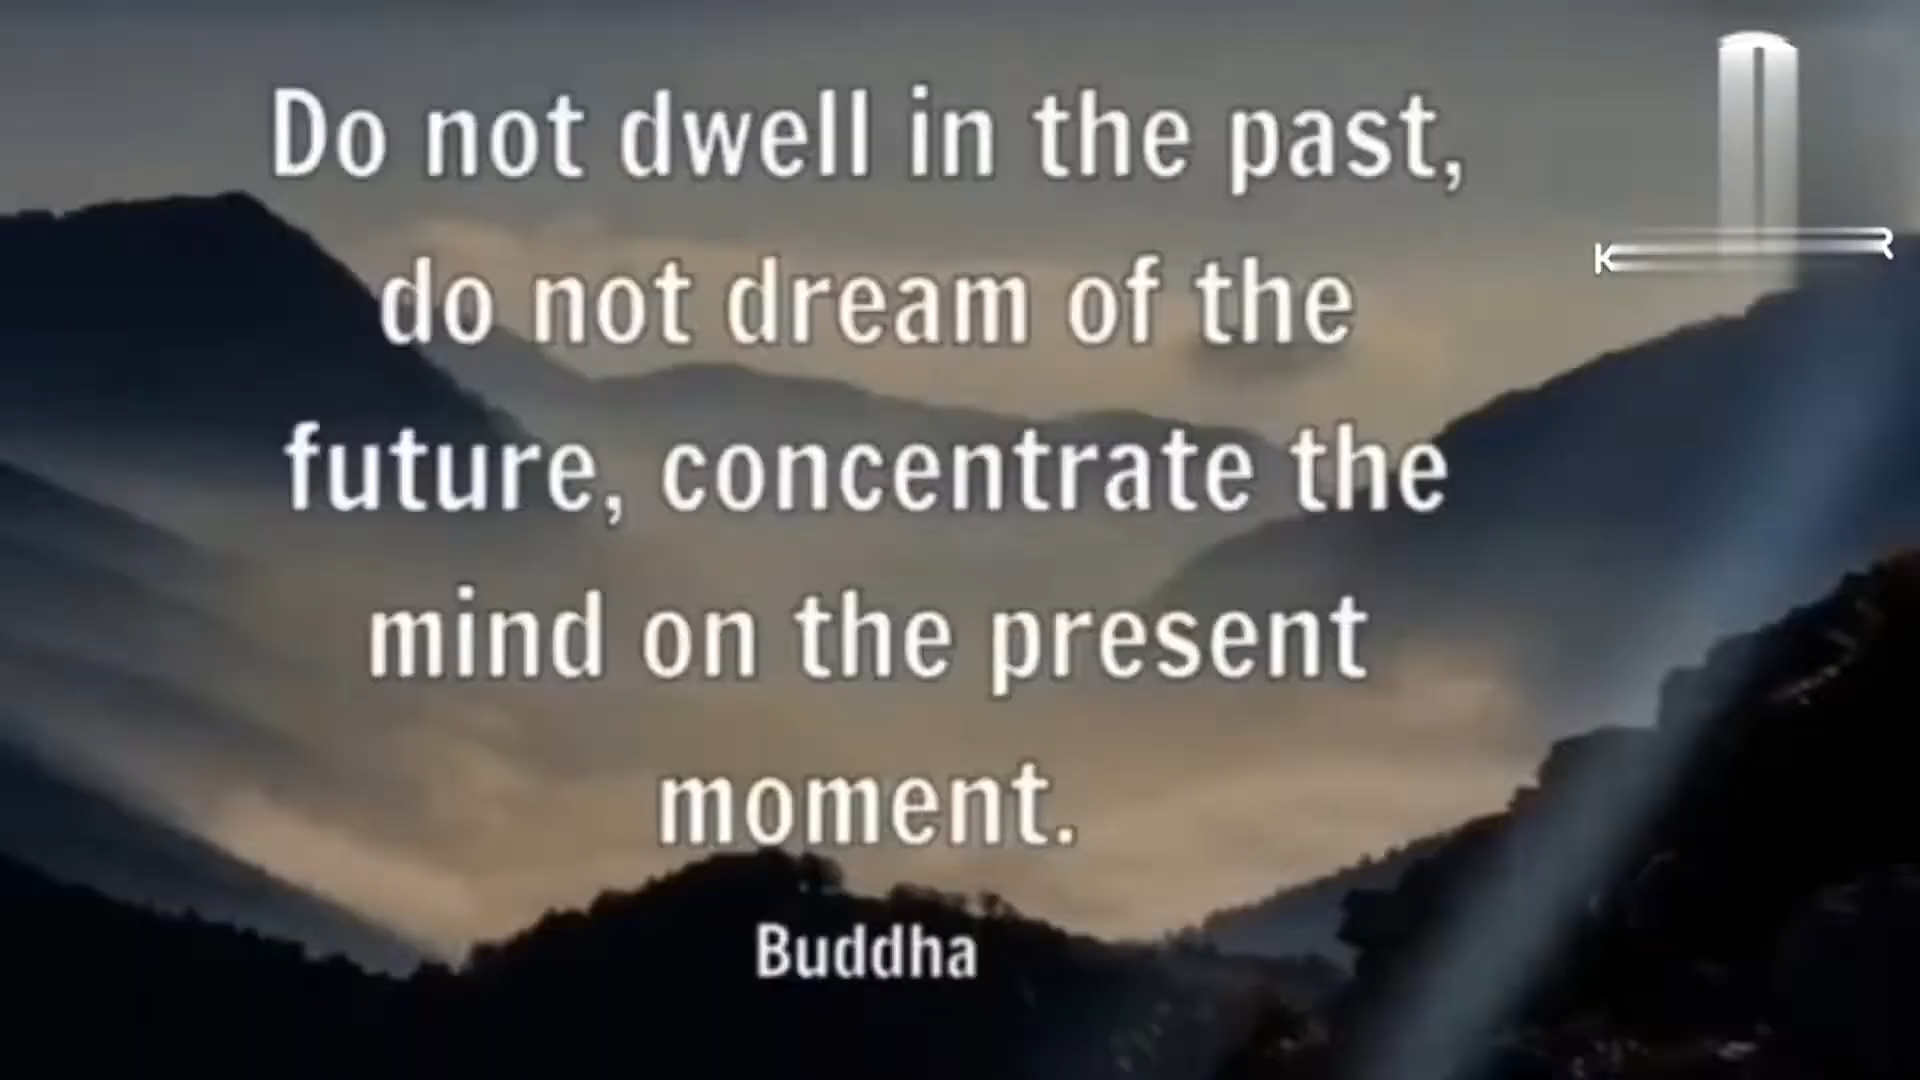 Do not dwell in the past,
do not dream of the
future, concentrate the
mind on the present
moment.
Buddha